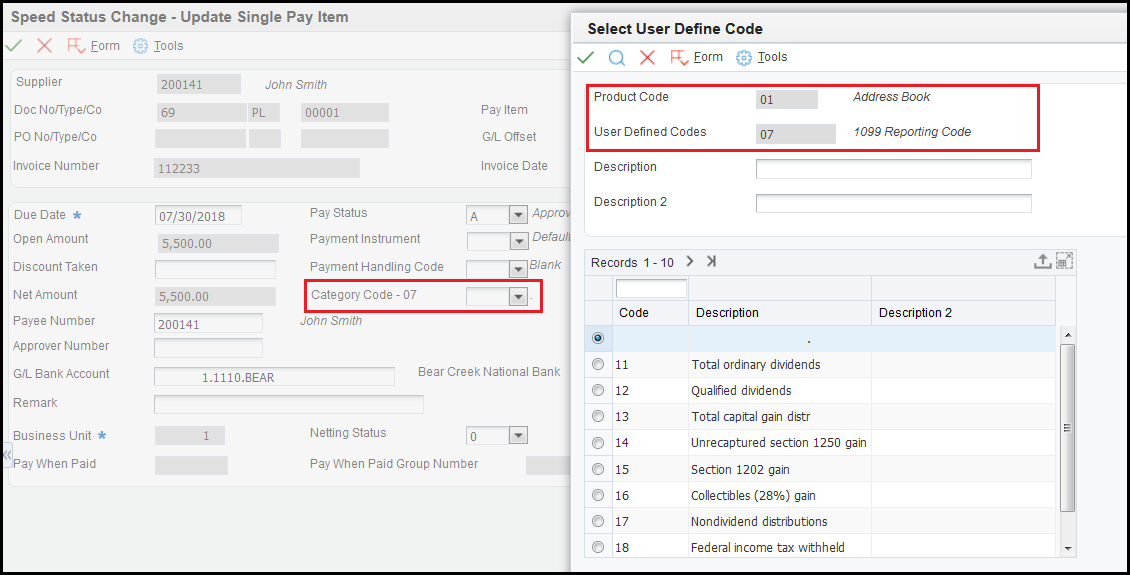 Speed Status Change - Update Single Pay Item
Form Tools
Supplier 200141 John Smith
Doc No/Type/Co 69 PL 00001 Pay Item
PO No/Type/Co G/L Offset
Invoice Number 112233 Invoice Date
Due Date * 07/30/2018 Pay Status A
Open Amount 5,500.00 Payment Instrument
Discount Taken Payment Handling Code Blank
Net Amount 5,500.00 Category Code - 07 .
Payee Number 200141 John Smith
Approver Number
G/L Bank Account 1.1110.BEAR Bear Creek National Bank
Remark
Business Unit * 1 Netting Status 0
Pay When Paid Pay When Paid Group Number
Select User Define Code
Form Tools
Product Code 01 Address Book
User Defined Codes 07 1099 Reporting Code
Description
Description 2
Records 1 - 10
Code Description Description 2
.
11 Total ordinary dividends
12 Qualified dividends
13 Total capital gain distr
14 Unrecaptured section 1250 gain
15 Section 1202 gain
16 Collectibles (28%) gain
17 Nondividend distributions
18 Federal income tax withheld